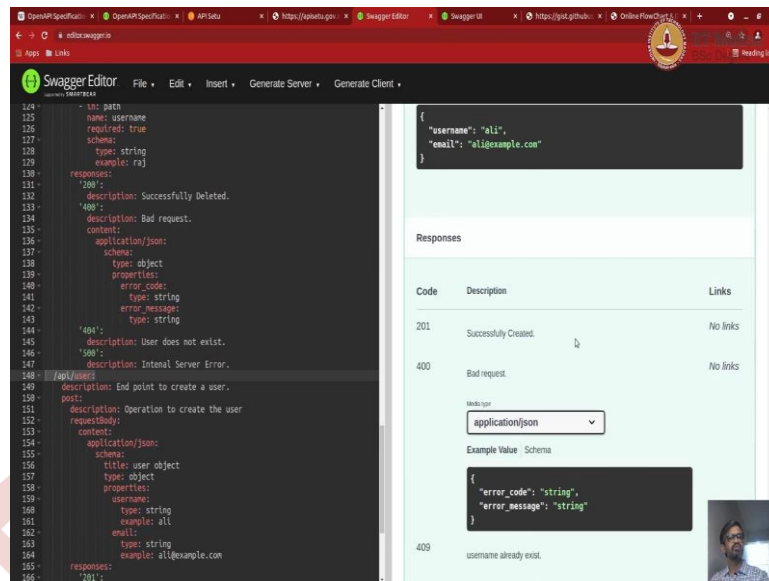 OpenAPISpecificatio
OpenAPISpecificatio
API Setu
https://apisetu.gov.i
Swagger Editor
Swagger UI
https://gist.github
Online FlowChart &
editor.swagger.io
Apps Links
Reading li
BSc Degree
Swagger Editor
SMARTBEAR
File Edit Insert Generate Server Generate Client
124 - in: path
125 name: username
126 required: true
127 schema:
128 type: string
129 example: raj
130 responses:
131 '200':
132 description: Successfully Deleted.
133 '400':
134 description: Bad request.
135 content:
136 application/json:
137 schema:
138 type: object
139 properties:
140 error_code:
141 type: string
142 error_message:
143 type: string
144 '404':
145 description: User does not exist.
146 '500':
147 description: Intenal Server Error.
148 /api/user:
149 description: End point to create a user.
150 post:
151 description: Operation to create the user
152 requestBody:
153 content:
154 application/json:
155 schema:
156 title: user object
157 type: object
158 properties:
159 username:
160 type: string
161 example: ali
162 email:
163 type: string
164 example: ali@example.com
165 responses:
166 '201':
{
"username": "ali",
"email": "ali@example.com"
}
Responses
Code Description Links
201 Successfully Created. No links
400 Bad request. No links
Media type
application/json
Example Value Schema
{
"error_code": "string",
"error_message": "string"
}
409 username already exist.